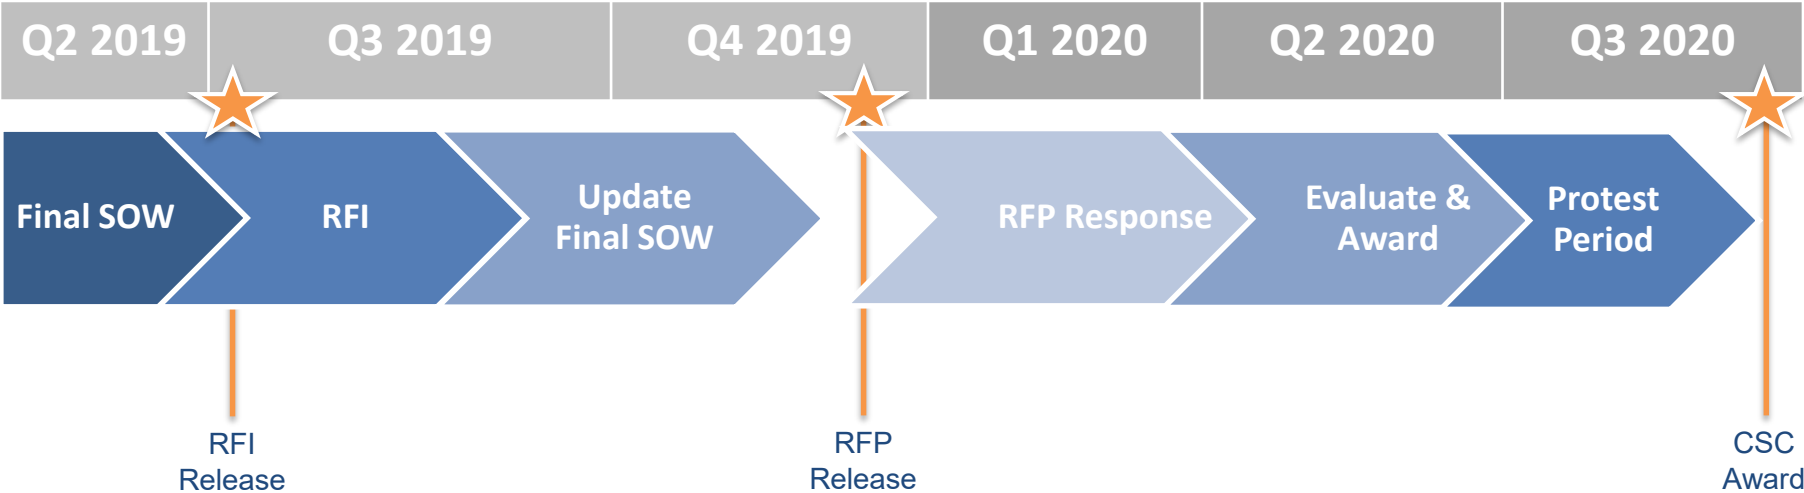 Q2 2019
Q3 2019
Q4 2019
Q1 2020
Q2 2020
Q3 2020
Final SOW
RFI
Update
Final SOW
RFP Response
Evaluate &
Award
Protest
Period
RFI
Release
RFP
Release
CSC
Award